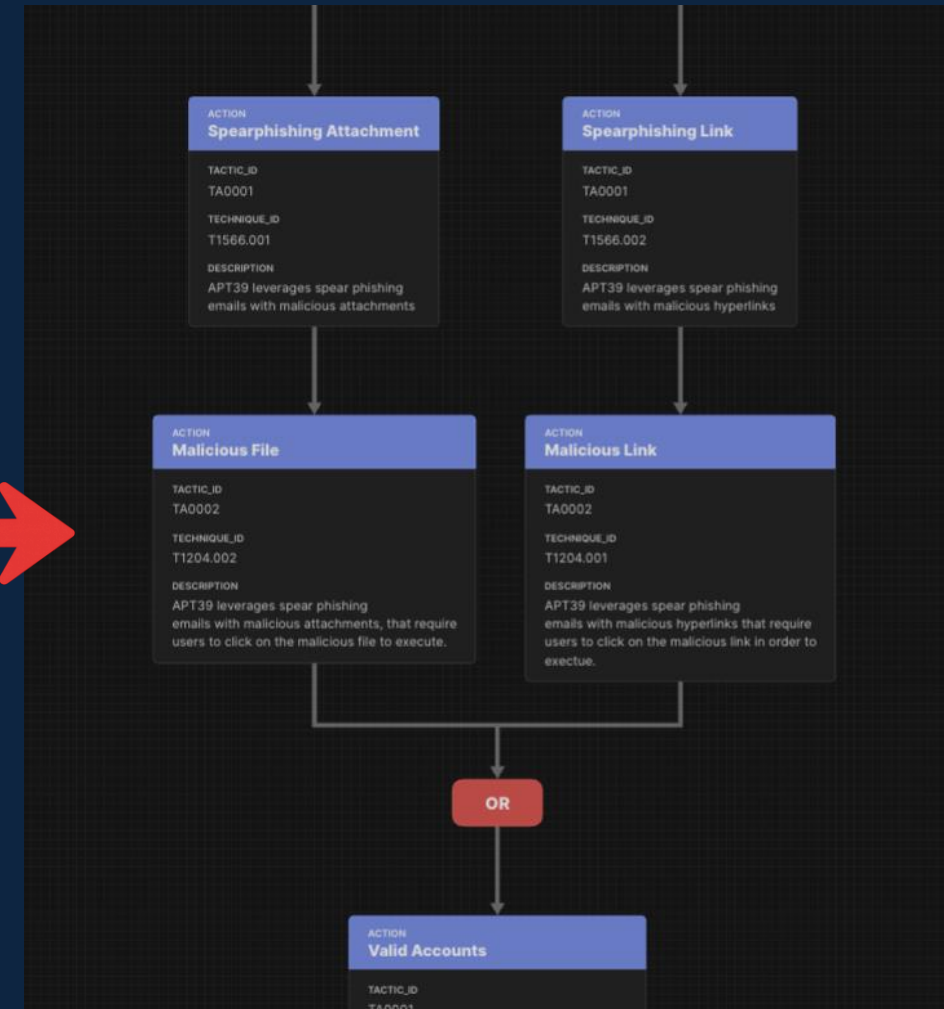 ACTION
Spearphishing Attachment
TACTIC_ID
TA0001
TECHNIQUE_ID
T1566.001
DESCRIPTION
APT39 leverages spear phishing
emails with malicious attachments
ACTION
Spearphishing Link
TACTIC_ID
TA0001
TECHNIQUE_ID
T1566.002
DESCRIPTION
APT39 leverages spear phishing
emails with malicious hyperlinks
ACTION
Malicious File
TACTIC_ID
TA0002
TECHNIQUE_ID
T1204.002
DESCRIPTION
APT39 leverages spear phishing
emails with malicious attachments, that require
users to click on the malicious file to execute.
ACTION
Malicious Link
TACTIC_ID
TA0002
TECHNIQUE_ID
T1204.001
DESCRIPTION
APT39 leverages spear phishing
emails with malicious hyperlinks that require
users to click on the malicious link in order to
exectue.
OR
ACTION
Valid Accounts
TACTIC_ID
TA0001